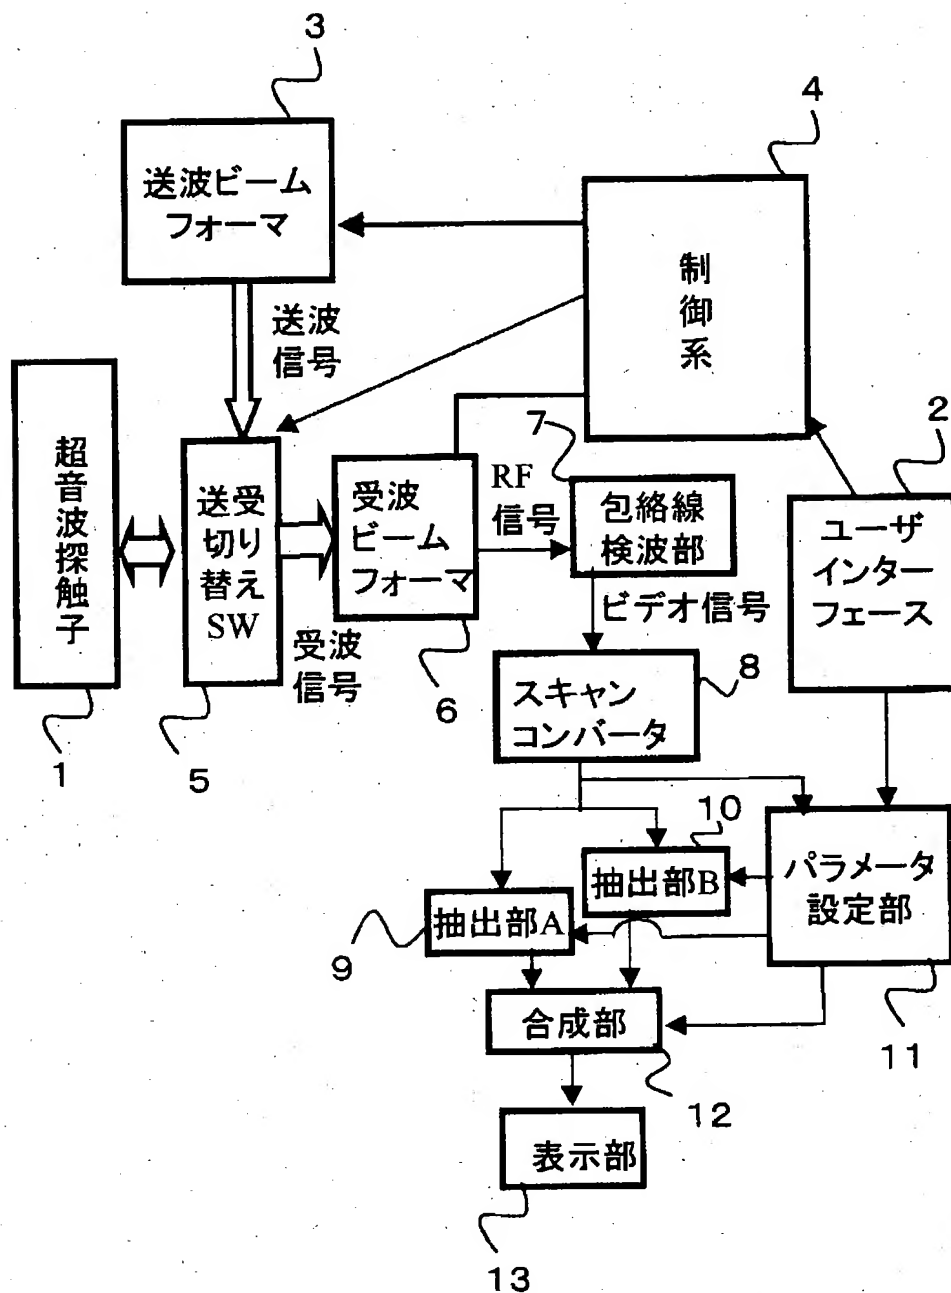 3
送波ビーム
フォーマ
4
制
御
系
送波
信号
2
ユーザ
インター
フェース
7
包絡線
検波部
RF
信号
超
音
波
探
触
子
1
送受
切り
替え
SW
5
受波
信号
受波
ビーム
フォーマ
6
ビデオ信号
8
スキャン
コンバータ
10
抽出部B
抽出部A
9
パラメータ
設定部
11
合成部
12
表示部
13